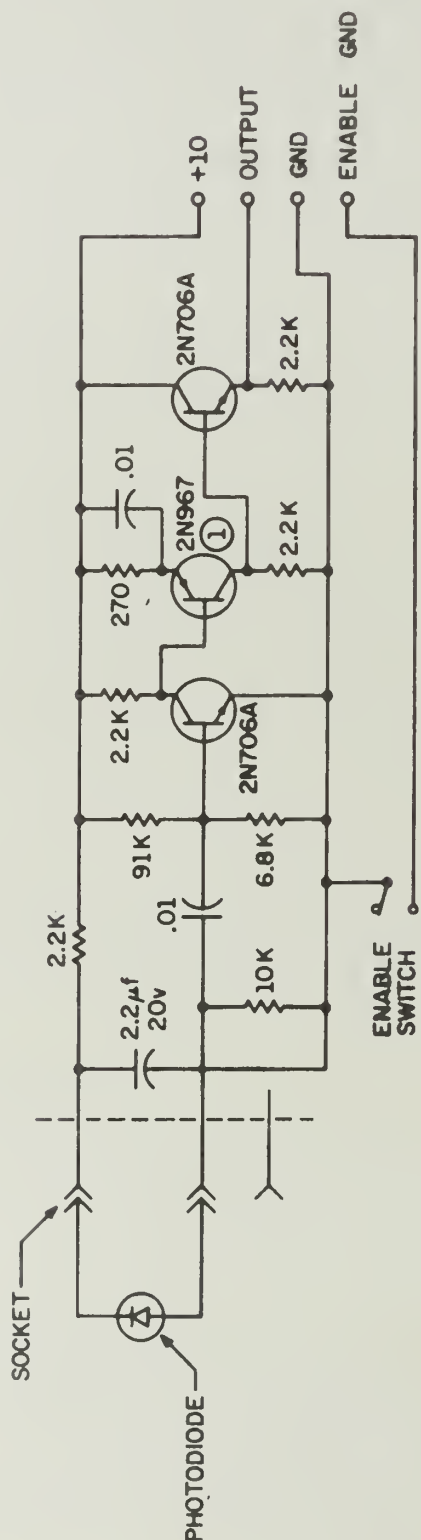 SOCKET
PHOTODIODE
2.2K
2.2μf
20v
10K
.01
91K
6.8K
2.2K
2N706A
270
.01
2N967
1
2.2K
2N706A
2.2K
ENABLE
SWITCH
+10
OUTPUT
GND
ENABLE GND